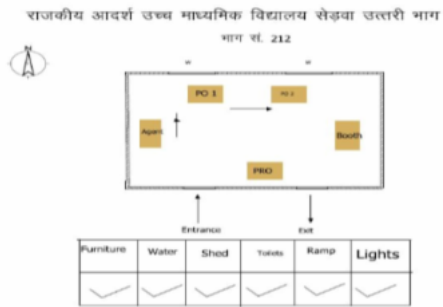 राजकीय आदर्श उच्च माध्यमिक विद्यालय सेड़वा उत्तरी भाग
भाग सं. 212
N
PO 1
PO 2
Agent
Booth
PRO
Entrance
Exit
Furniture Water Shed Toilets Ramp Lights